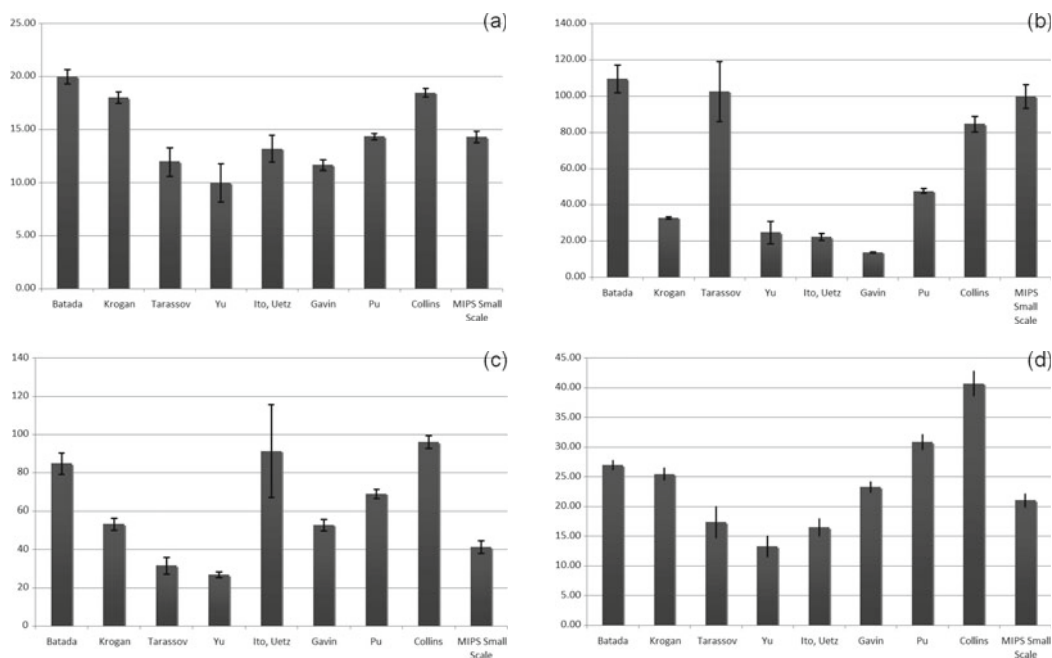 (a)
25.00
20.00
15.00
10.00
5.00
0.00
Batada Krogan Tarassov Yu Ito, Uetz Gavin Pu Collins MIPS Small
Scale
(b)
140.00
120.00
100.00
80.00
60.00
40.00
20.00
0.00
Batada Krogan Tarassov Yu Ito, Uetz Gavin Pu Collins MIPS
Small
Scale
(c)
140
120
100
80
60
40
20
0
Batada Krogan Tarassov Yu Ito, Uetz Gavin Pu Collins MIPS Small
Scale
(d)
45.00
40.00
35.00
30.00
25.00
20.00
15.00
10.00
5.00
0.00
Batada Krogan Tarassov Yu Ito, Uetz Gavin Pu Collins MIPS Small
Scale